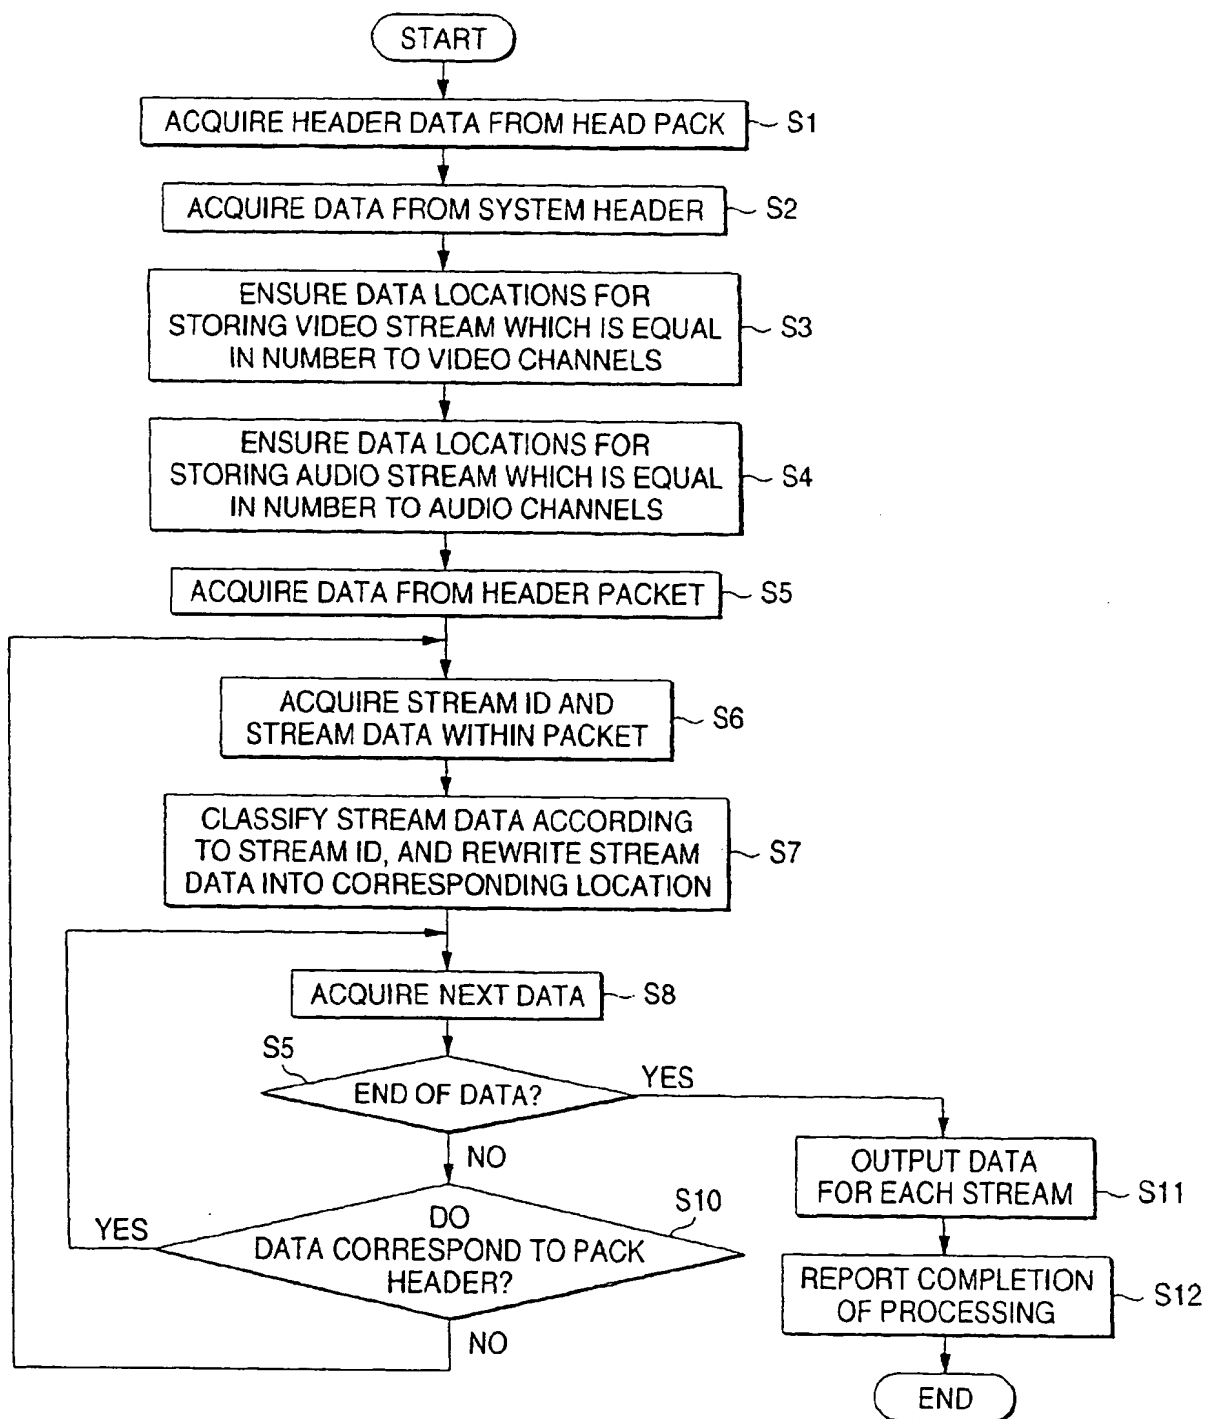 START
ACQUIRE HEADER DATA FROM HEAD PACK
S1
ACQUIRE DATA FROM SYSTEM HEADER
S2
ENSURE DATA LOCATIONS FOR
STORING VIDEO STREAM WHICH IS EQUAL
IN NUMBER TO VIDEO CHANNELS
S3
ENSURE DATA LOCATIONS FOR
STORING AUDIO STREAM WHICH IS EQUAL
IN NUMBER TO AUDIO CHANNELS
S4
ACQUIRE DATA FROM HEADER PACKET
S5
ACQUIRE STREAM ID AND
STREAM DATA WITHIN PACKET
S6
CLASSIFY STREAM DATA ACCORDING
TO STREAM ID, AND REWRITE STREAM
DATA INTO CORRESPONDING LOCATION
S7
ACQUIRE NEXT DATA
S8
S5
END OF DATA?
YES
NO
S10
DO
DATA CORRESPOND TO PACK
HEADER?
YES
NO
OUTPUT DATA
FOR EACH STREAM
S11
REPORT COMPLETION
OF PROCESSING
S12
END